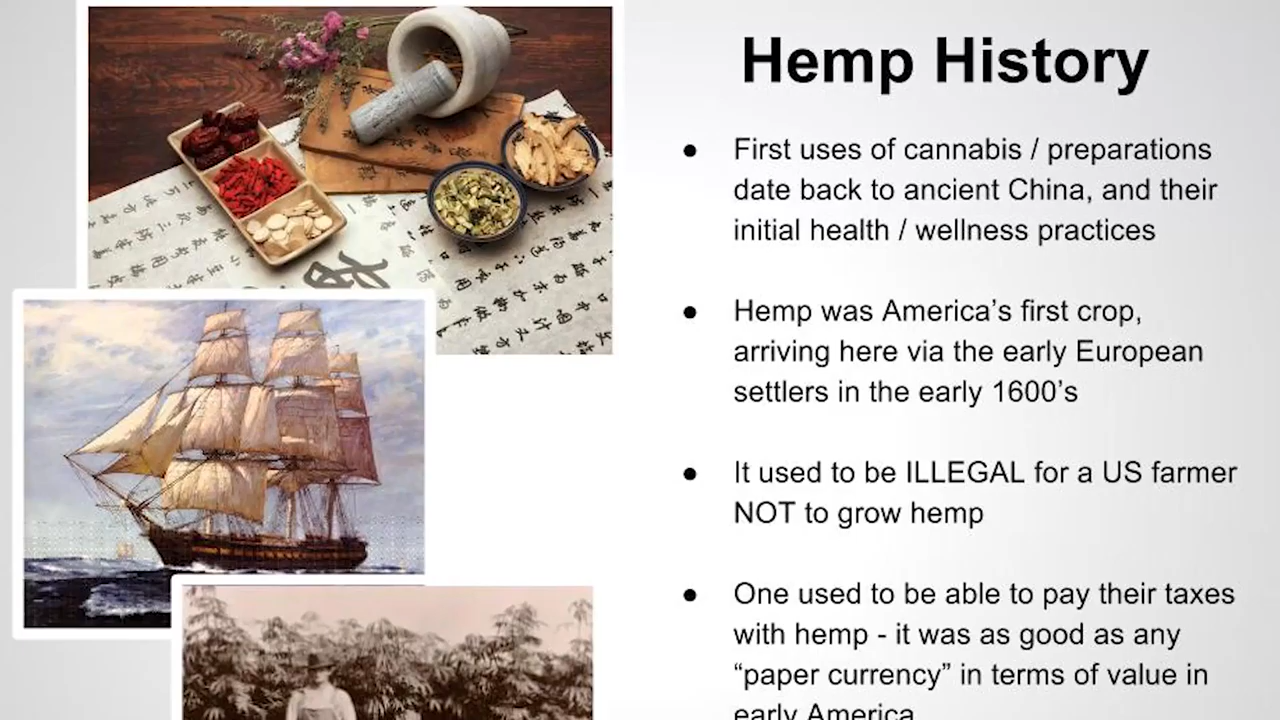 Hemp History
● First uses of cannabis / preparations
date back to ancient China, and their
initial health / wellness practices
● Hemp was America’s first crop,
arriving here via the early European
settlers in the early 1600’s
● It used to be ILLEGAL for a US farmer
NOT to grow hemp
● One used to be able to pay their taxes
with hemp - it was as good as any
“paper currency” in terms of value in
early America